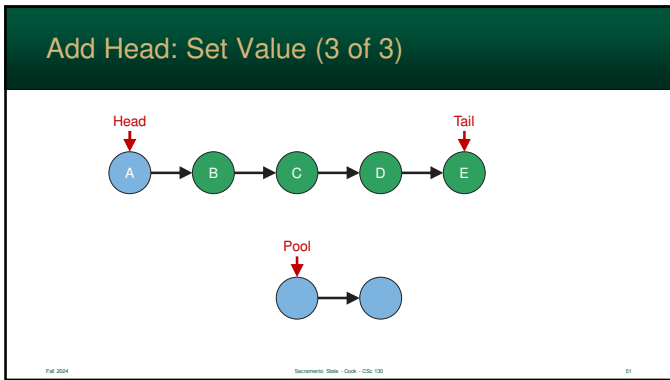 Add Head: Set Value (3 of 3)
Head
Tail
A
B
C
D
E
Pool
Fall 2024
Sacramento State - Cook - CSc 130
51